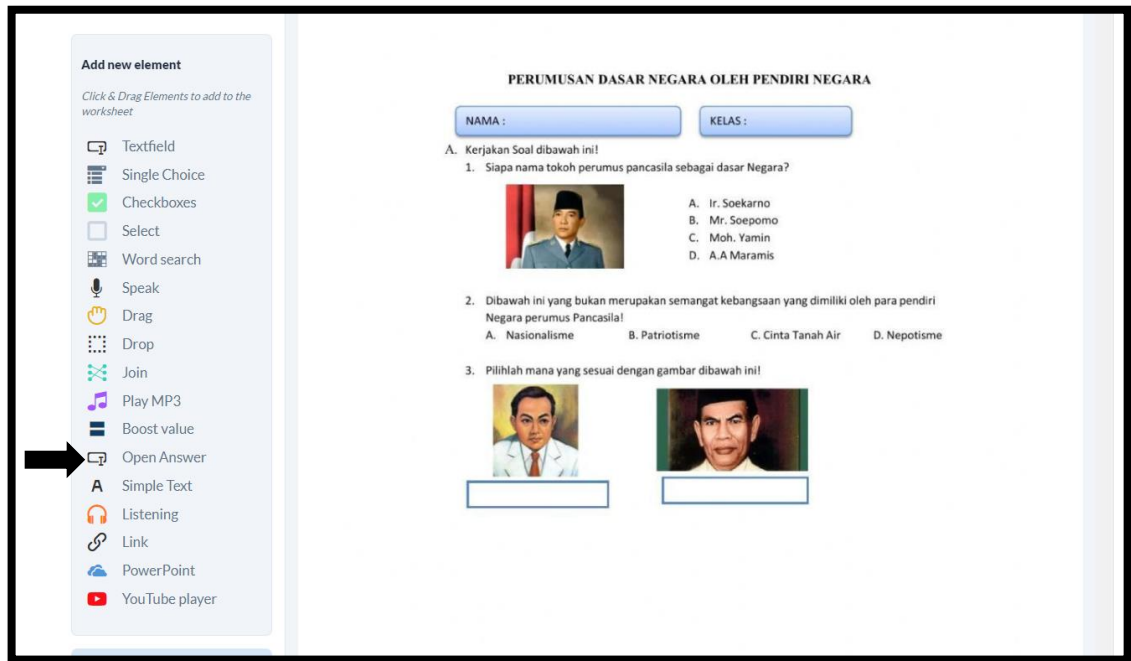 Add new element
Click & Drag Elements to add to the
worksheet
Textfield
Single Choice
Checkboxes
Select
Word search
Speak
Drag
Drop
Join
Play MP3
Boost value
Open Answer
Simple Text
Listening
Link
PowerPoint
YouTube player
PERUMUSAN DASAR NEGARA OLEH PENDIRI NEGARA
NAMA : KELAS :
A. Kerjakan Soal dibawah ini!
1. Siapa nama tokoh perumus pancasila sebagai dasar Negara?
A. Ir. Soekarno
B. Mr. Soepomo
C. Moh. Yamin
D. A.A Maramis
2. Dibawah ini yang bukan merupakan semangat kebangsaan yang dimiliki oleh para pendiri
Negara perumus Pancasila!
A. Nasionalisme B. Patriotisme C. Cinta Tanah Air D. Nepotisme
3. Pilihlah mana yang sesuai dengan gambar dibawah ini!